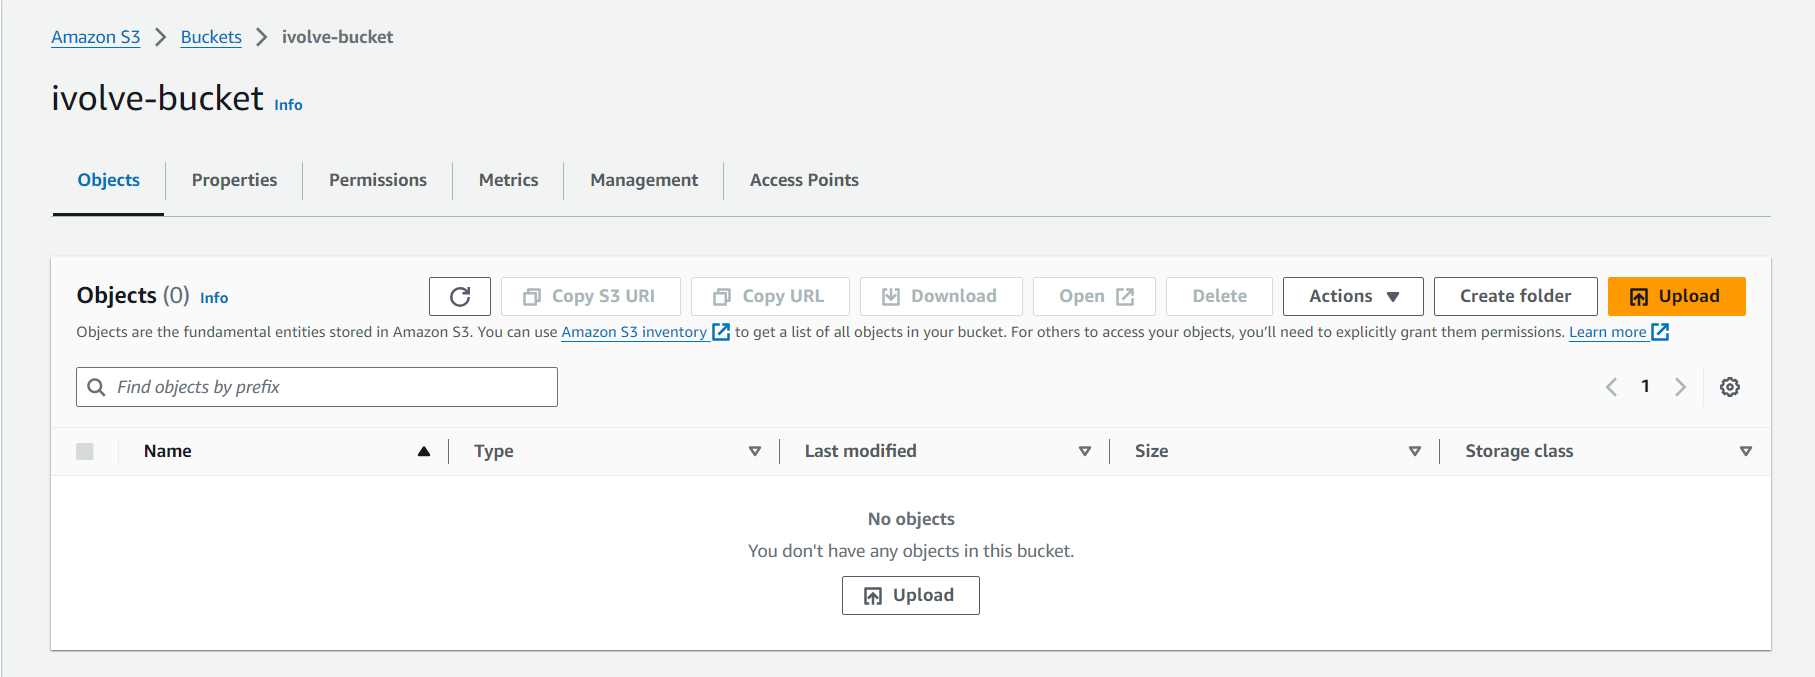 Amazon S3 > Buckets > ivolve-bucket
ivolve-bucket Info
Objects Properties Permissions Metrics Management Access Points
Objects (0) Info Copy S3 URI Copy URL Download Open Delete Actions Create folder Upload
Objects are the fundamental entities stored in Amazon S3. You can use Amazon S3 inventory to get a list of all objects in your bucket. For others to access your objects, you’ll need to explicitly grant them permissions. Learn more
Find objects by prefix 1
Name Type Last modified Size Storage class
No objects
You don't have any objects in this bucket.
Upload